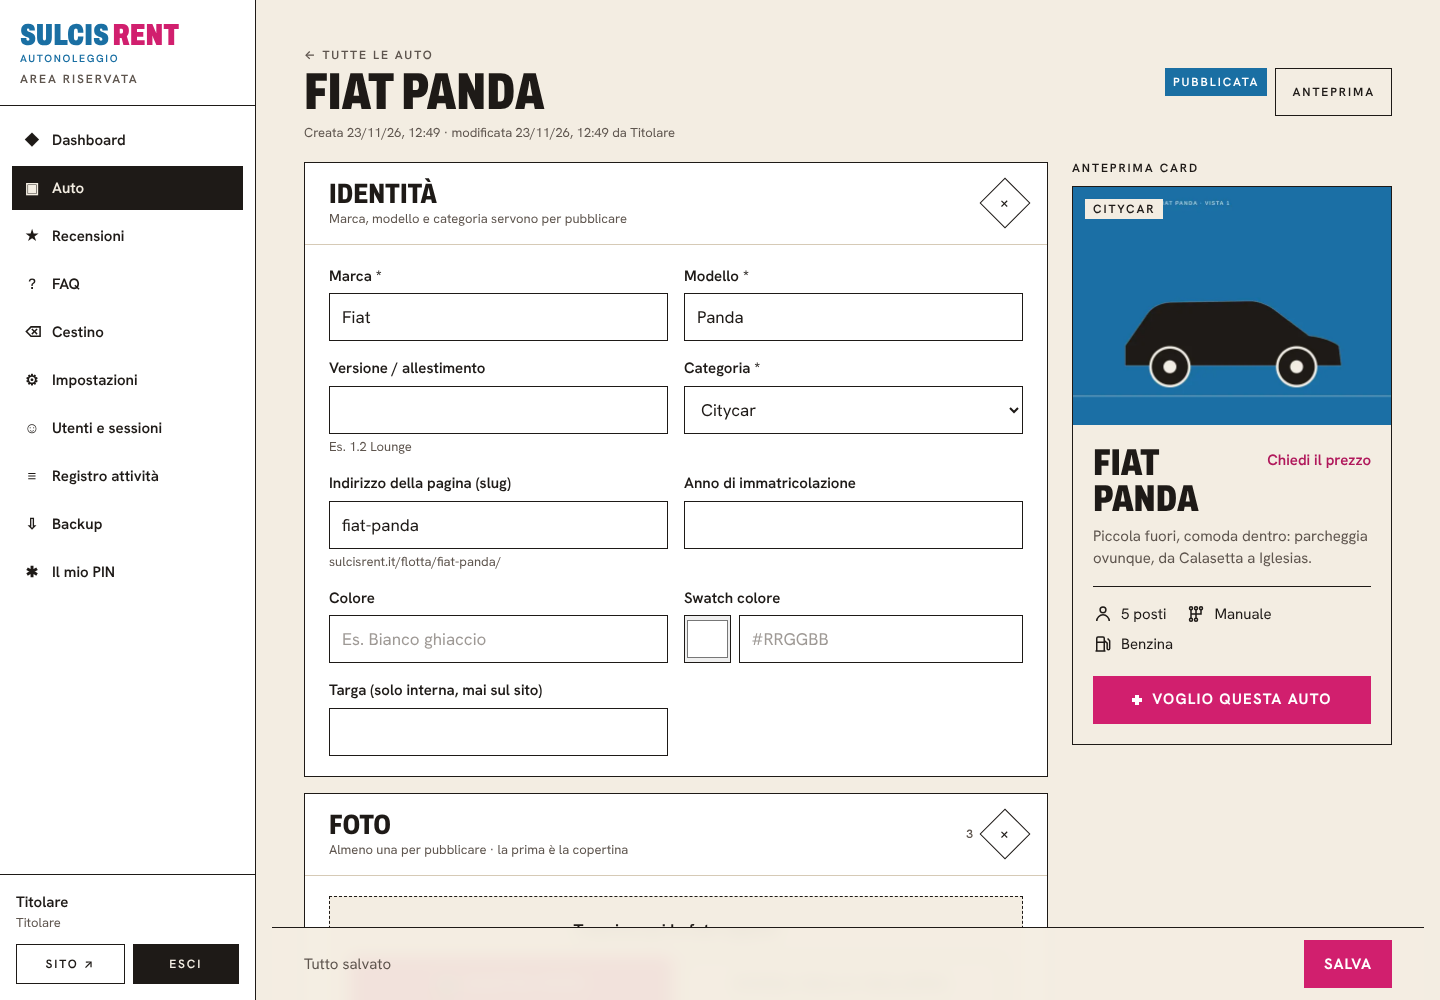 SULCIS RENT
AUTONOLEGGIO
AREA RISERVATA
◆ Dashboard
▣ Auto
★ Recensioni
? FAQ
⌫ Cestino
⚙ Impostazioni
☺ Utenti e sessioni
≡ Registro attività
⇩ Backup
✱ Il mio PIN
Titolare
Titolare
SITO ↗
ESCI
← TUTTE LE AUTO
FIAT PANDA
Creata 23/11/26, 12:49 · modificata 23/11/26, 12:49 da Titolare
PUBBLICATA
ANTEPRIMA
IDENTITÀ
Marca, modello e categoria servono per pubblicare
×
Marca *
Modello *
Fiat
Panda
Versione / allestimento
Categoria *
Citycar
Es. 1.2 Lounge
Indirizzo della pagina (slug)
Anno di immatricolazione
fiat-panda
sulcisrent.it/flotta/fiat-panda/
Colore
Swatch colore
Es. Bianco ghiaccio
#RRGGBB
Targa (solo interna, mai sul sito)
FOTO
Almeno una per pubblicare · la prima è la copertina
3
×
Tutto salvato
SALVA
ANTEPRIMA CARD
CITYCAR
PANDA · VISTA 1
FIAT
PANDA
Chiedi il prezzo
Piccola fuori, comoda dentro: parcheggia
ovunque, da Calasetta a Iglesias.
5 posti
Manuale
Benzina
VOGLIO QUESTA AUTO